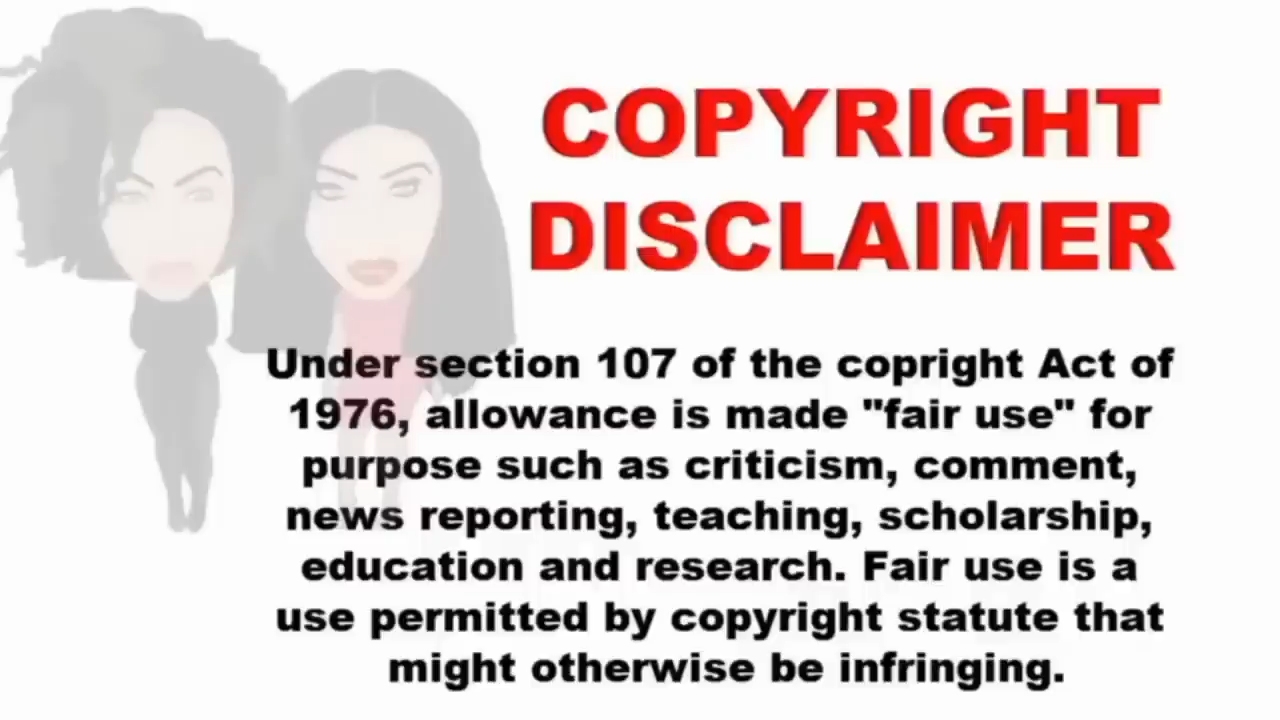 COPYRIGHT
DISCLAIMER
Under section 107 of the copright Act of
1976, allowance is made "fair use" for
purpose such as criticism, comment,
news reporting, teaching, scholarship,
education and research. Fair use is a
use permitted by copyright statute that
might otherwise be infringing.